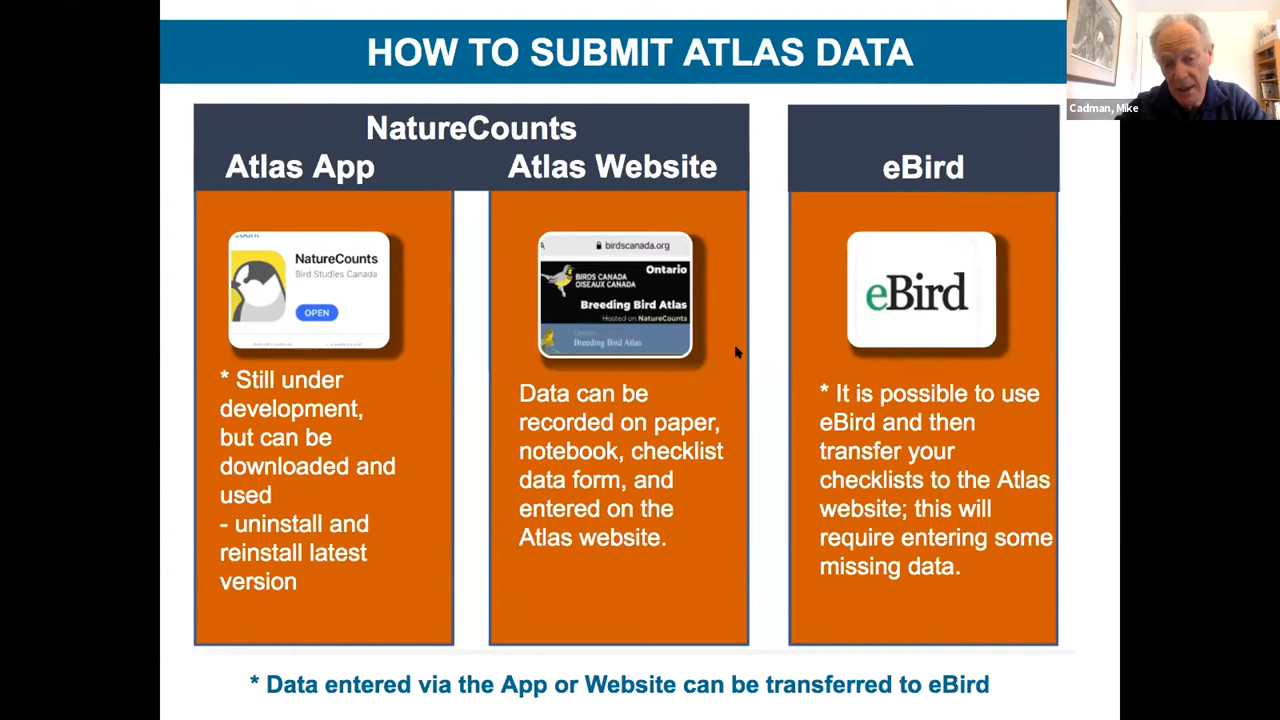 HOW TO SUBMIT ATLAS DATA
Cadman, Mike
NatureCounts
Atlas App
Atlas Website
eBird
NatureCounts
Bird Studies Canada
OPEN
* Still under
development,
but can be
downloaded and
used
- uninstall and
reinstall latest
version
birdscanada.org
Ontario
BIRDS CANADA
OISEAUX CANADA
Breeding Bird Atlas
Hosted on NATURECOUNTS
Breeding Bird Atlas
Data can be
recorded on paper,
notebook, checklist
data form, and
entered on the
Atlas website.
eBird
* It is possible to use
eBird and then
transfer your
checklists to the Atlas
website; this will
require entering some
missing data.
* Data entered via the App or Website can be transferred to eBird